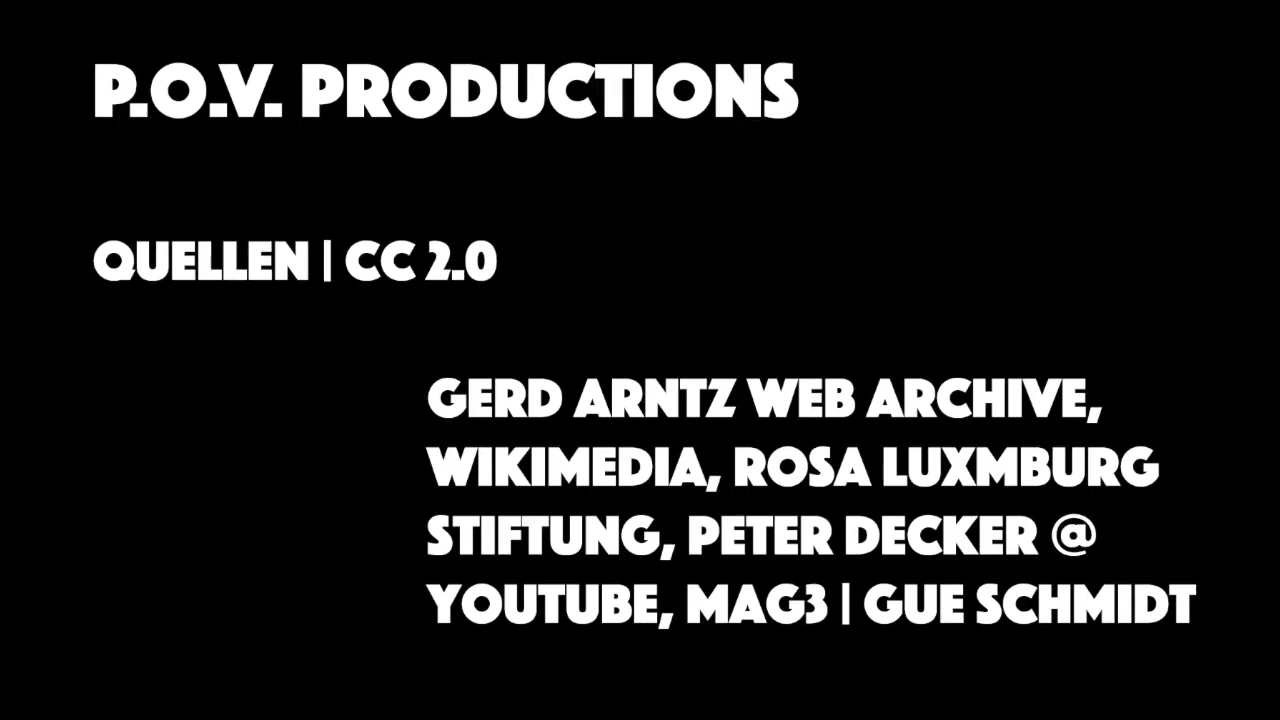 P.O.V. PRODUCTIONS
QUELLEN | CC 2.0
GERD ARNTZ WEB ARCHIVE,
WIKIMEDIA, ROSA LUXMBURG
STIFTUNG, PETER DECKER @
YOUTUBE, MAG3 | GUE SCHMIDT